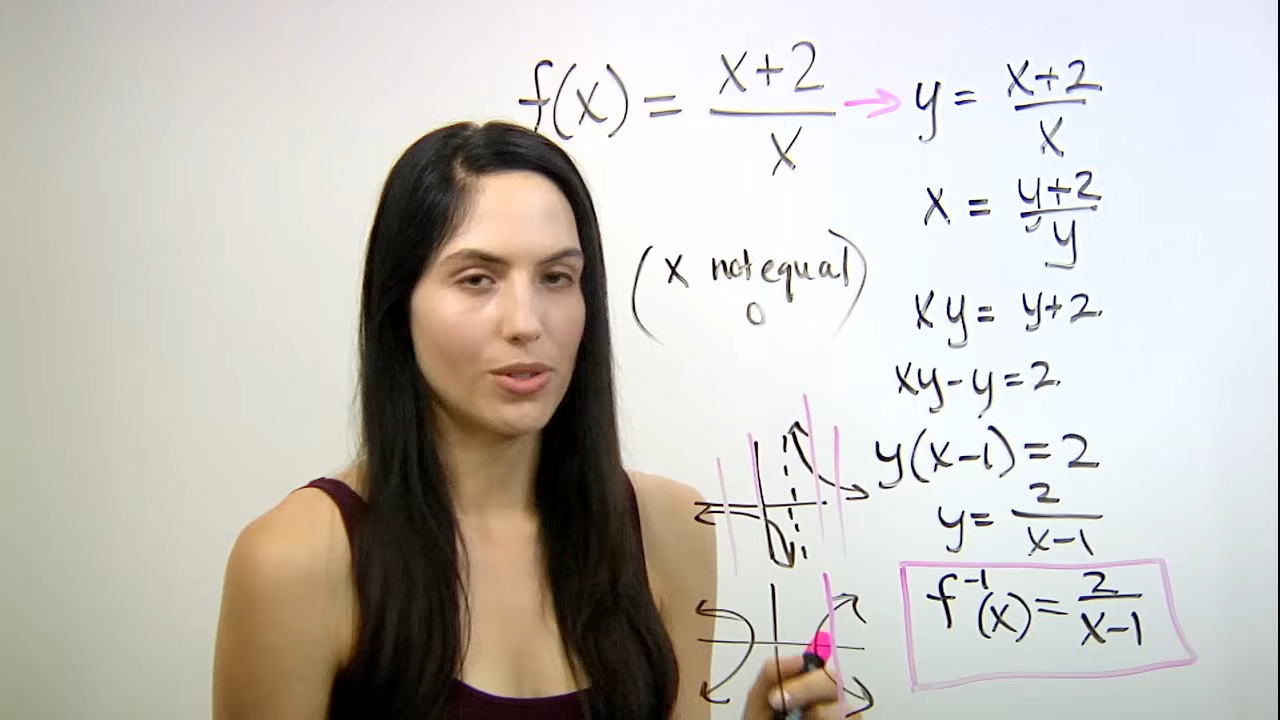 f(x) = x+2/x → y = x+2/x
x = y+2/y
(x not equal
0)
xy = y+2
xy-y=2
y(x-1)=2
y= 2/x-1
f⁻¹(x)= 2/x-1